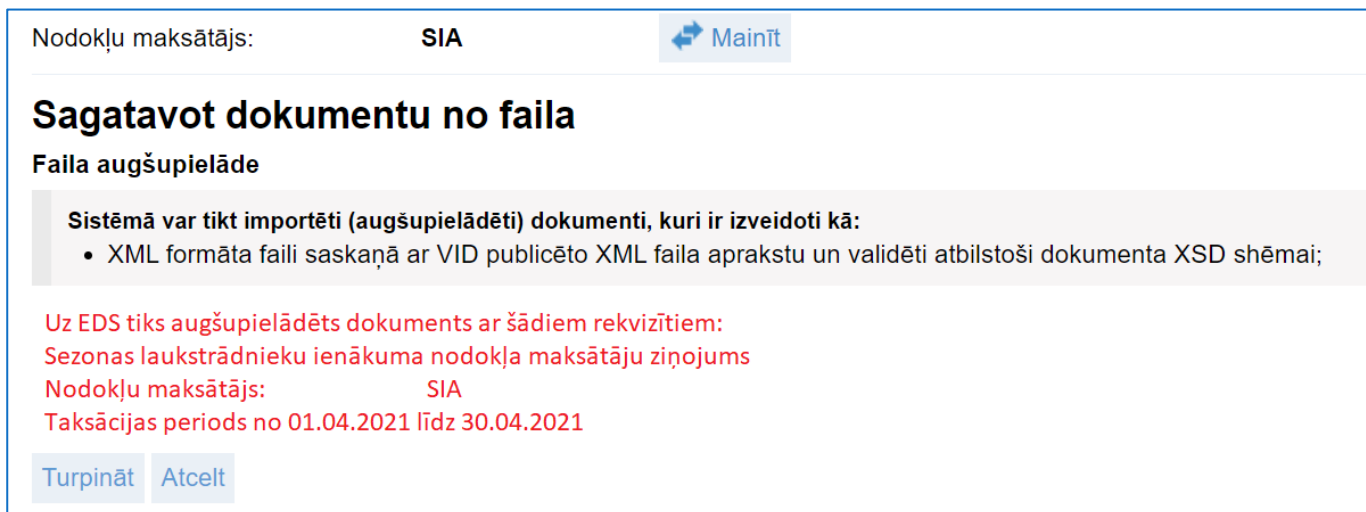 Nodokļu maksātājs: SIA Mainīt
Sagatavot dokumentu no faila
Faila augšupielāde
Sistēmā var tikt importēti (augšupielādēti) dokumenti, kuri ir izveidoti kā:
• XML formāta faili saskaņā ar VID publicēto XML faila aprakstu un validēti atbilstoši dokumenta XSD shēmai;
Uz EDS tiks augšupielādēts dokuments ar šādiem rekvizītiem:
Sezonas laukstrādnieku ienākuma nodokļa maksātāju ziņojums
Nodokļu maksātājs: SIA
Taksācijas periods no 01.04.2021 līdz 30.04.2021
Turpināt Atcelt